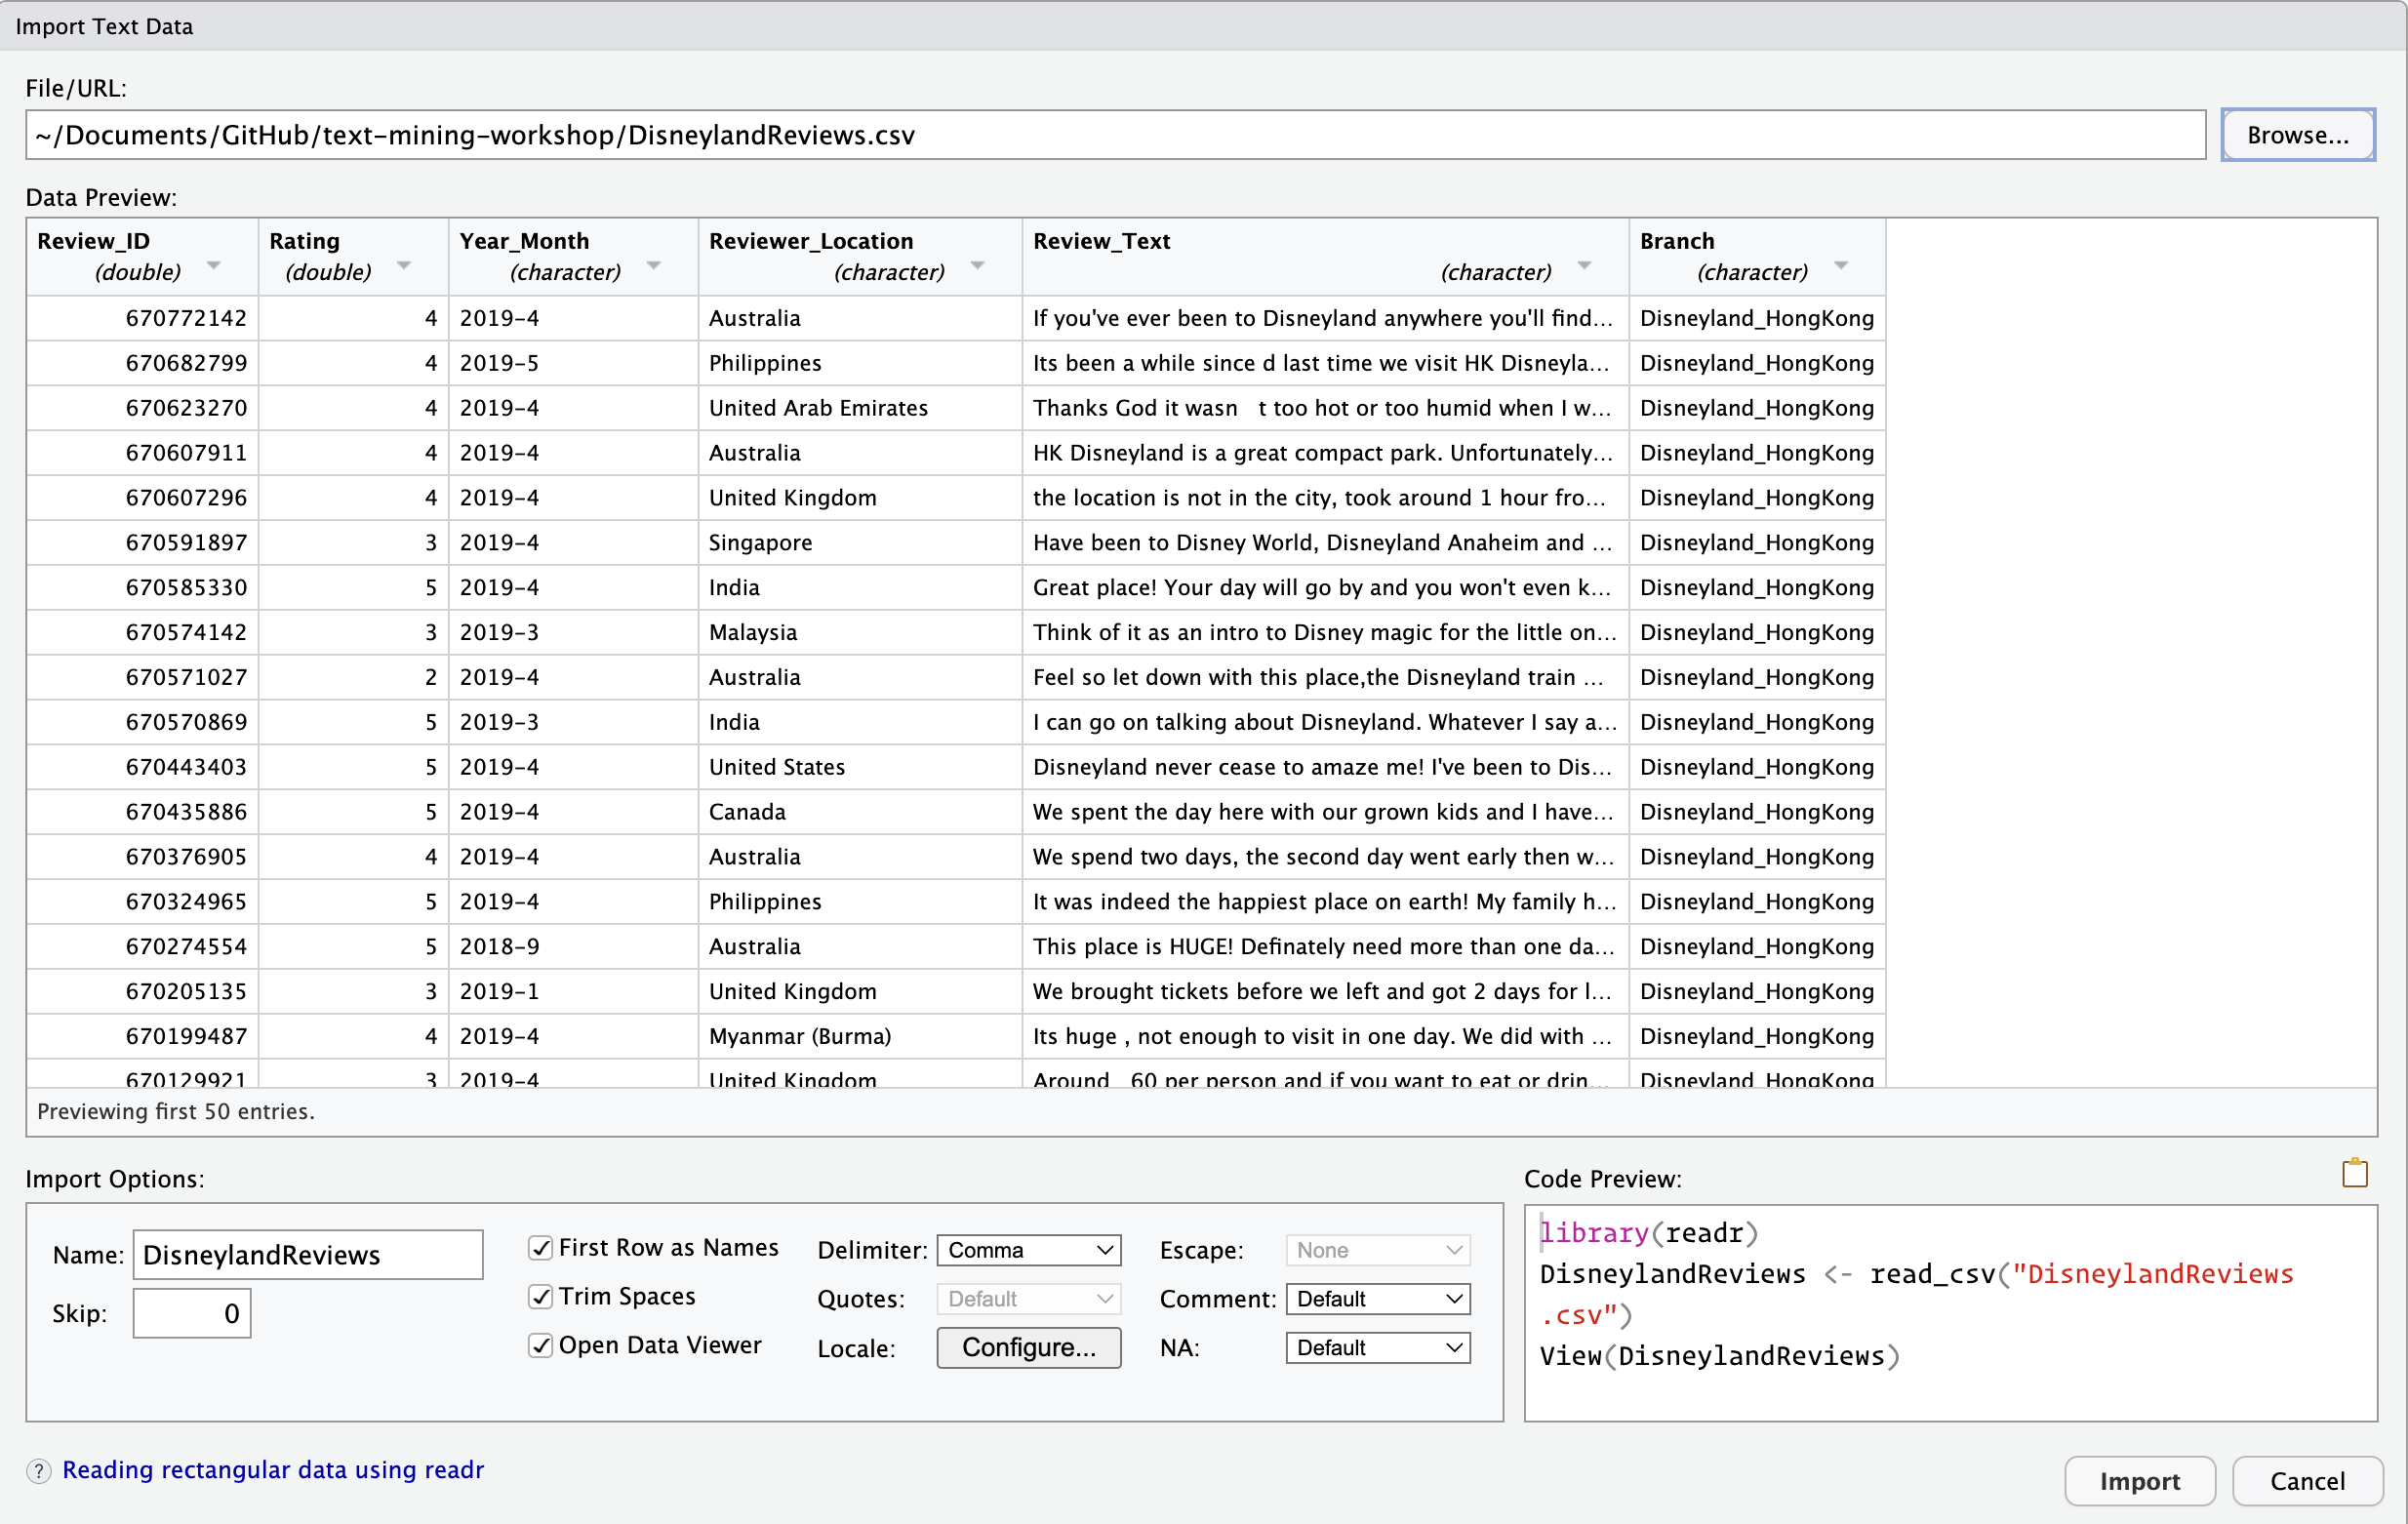 Import Text Data
File/URL:
~/Documents/GitHub/text-mining-workshop/DisneylandReviews.csv Browse...
Data Preview:
Review_ID Rating Year_Month Reviewer_Location Review_Text Branch
(double) (double) (character) (character) (character) (character)
670772142 4 2019-4 Australia If you've ever been to Disneyland anywhere you'll find... Disneyland_HongKong
670682799 4 2019-5 Philippines Its been a while since d last time we visit HK Disneyla... Disneyland_HongKong
670623270 4 2019-4 United Arab Emirates Thanks God it wasn   t too hot or too humid when I w... Disneyland_HongKong
670607911 4 2019-4 Australia HK Disneyland is a great compact park. Unfortunately... Disneyland_HongKong
670607296 4 2019-4 United Kingdom the location is not in the city, took around 1 hour fro... Disneyland_HongKong
670591897 3 2019-4 Singapore Have been to Disney World, Disneyland Anaheim and ... Disneyland_HongKong
670585330 5 2019-4 India Great place! Your day will go by and you won't even k... Disneyland_HongKong
670574142 3 2019-3 Malaysia Think of it as an intro to Disney magic for the little on... Disneyland_HongKong
670571027 2 2019-4 Australia Feel so let down with this place,the Disneyland train ... Disneyland_HongKong
670570869 5 2019-3 India I can go on talking about Disneyland. Whatever I say a... Disneyland_HongKong
670443403 5 2019-4 United States Disneyland never cease to amaze me! I've been to Dis... Disneyland_HongKong
670435886 5 2019-4 Canada We spent the day here with our grown kids and I have... Disneyland_HongKong
670376905 4 2019-4 Australia We spend two days, the second day went early then w... Disneyland_HongKong
670324965 5 2019-4 Philippines It was indeed the happiest place on earth! My family h... Disneyland_HongKong
670274554 5 2018-9 Australia This place is HUGE! Definately need more than one da... Disneyland_HongKong
670205135 3 2019-1 United Kingdom We brought tickets before we left and got 2 days for l... Disneyland_HongKong
670199487 4 2019-4 Myanmar (Burma) Its huge , not enough to visit in one day. We did with ... Disneyland_HongKong
670129921 3 2019-4 United Kingdom Around   60 per person and if you want to eat or drin... Disneyland_HongKong
Previewing first 50 entries.
Import Options:
Name: DisneylandReviews
Skip: 0
First Row as Names
Trim Spaces
Open Data Viewer
Delimiter: Comma
Quotes: Default
Locale: Configure...
Escape: None
Comment: Default
NA: Default
Code Preview:
library(readr)
DisneylandReviews <- read_csv("DisneylandReviews
.csv")
View(DisneylandReviews)
? Reading rectangular data using readr
Import Cancel